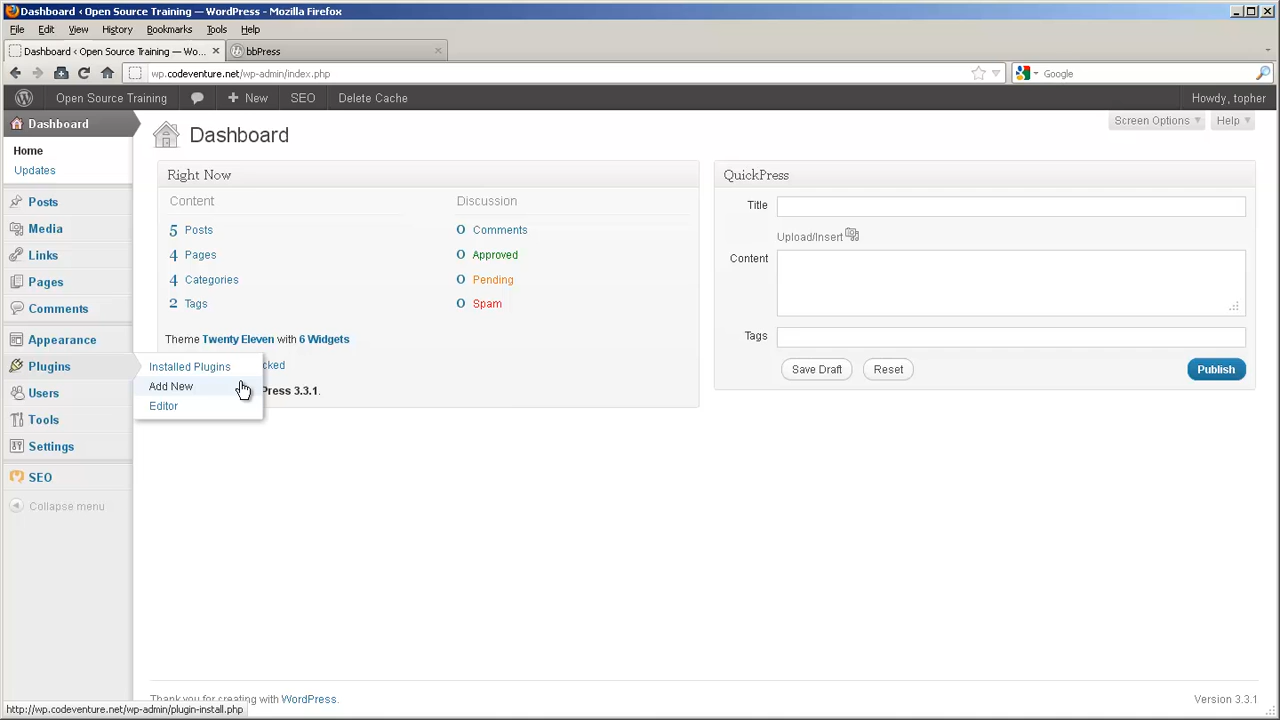 Dashboard ‹ Open Source Training — WordPress - Mozilla Firefox
File Edit View History Bookmarks Tools Help
Dashboard ‹ Open Source Training — Wo...
bbPress
wp.codeventure.net/wp-admin/index.php
Google
Open Source Training
New
SEO
Delete Cache
Howdy, topher
Dashboard
Home
Updates
Posts
Media
Links
Pages
Comments
Appearance
Plugins
Users
Tools
Settings
SEO
Collapse menu
Installed Plugins
Add New
Editor
Screen Options
Help
Dashboard
Right Now
Content
5 Posts
4 Pages
4 Categories
2 Tags
Discussion
0 Comments
0 Approved
0 Pending
0 Spam
Theme Twenty Eleven with 6 Widgets
cked
Press 3.3.1.
QuickPress
Title
Upload/Insert
Content
Tags
Save Draft
Reset
Publish
Thank you for creating with WordPress.
Version 3.3.1
http://wp.codeventure.net/wp-admin/plugin-install.php